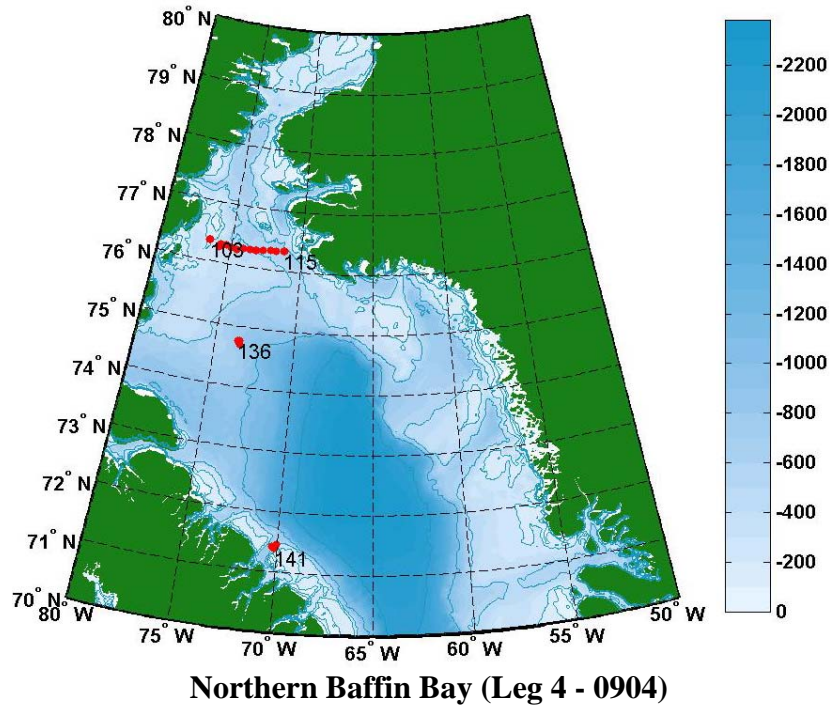 80° N
79° N
78° N
77° N
76° N
75° N
74° N
73° N
72° N
71° N
70° N
80° W
75° W
70° W
65° W
60° W
55° W
50° W
103
115
136
141
-2200
-2000
-1800
-1600
-1400
-1200
-1000
-800
-600
-400
-200
0
Northern Baffin Bay (Leg 4 - 0904)